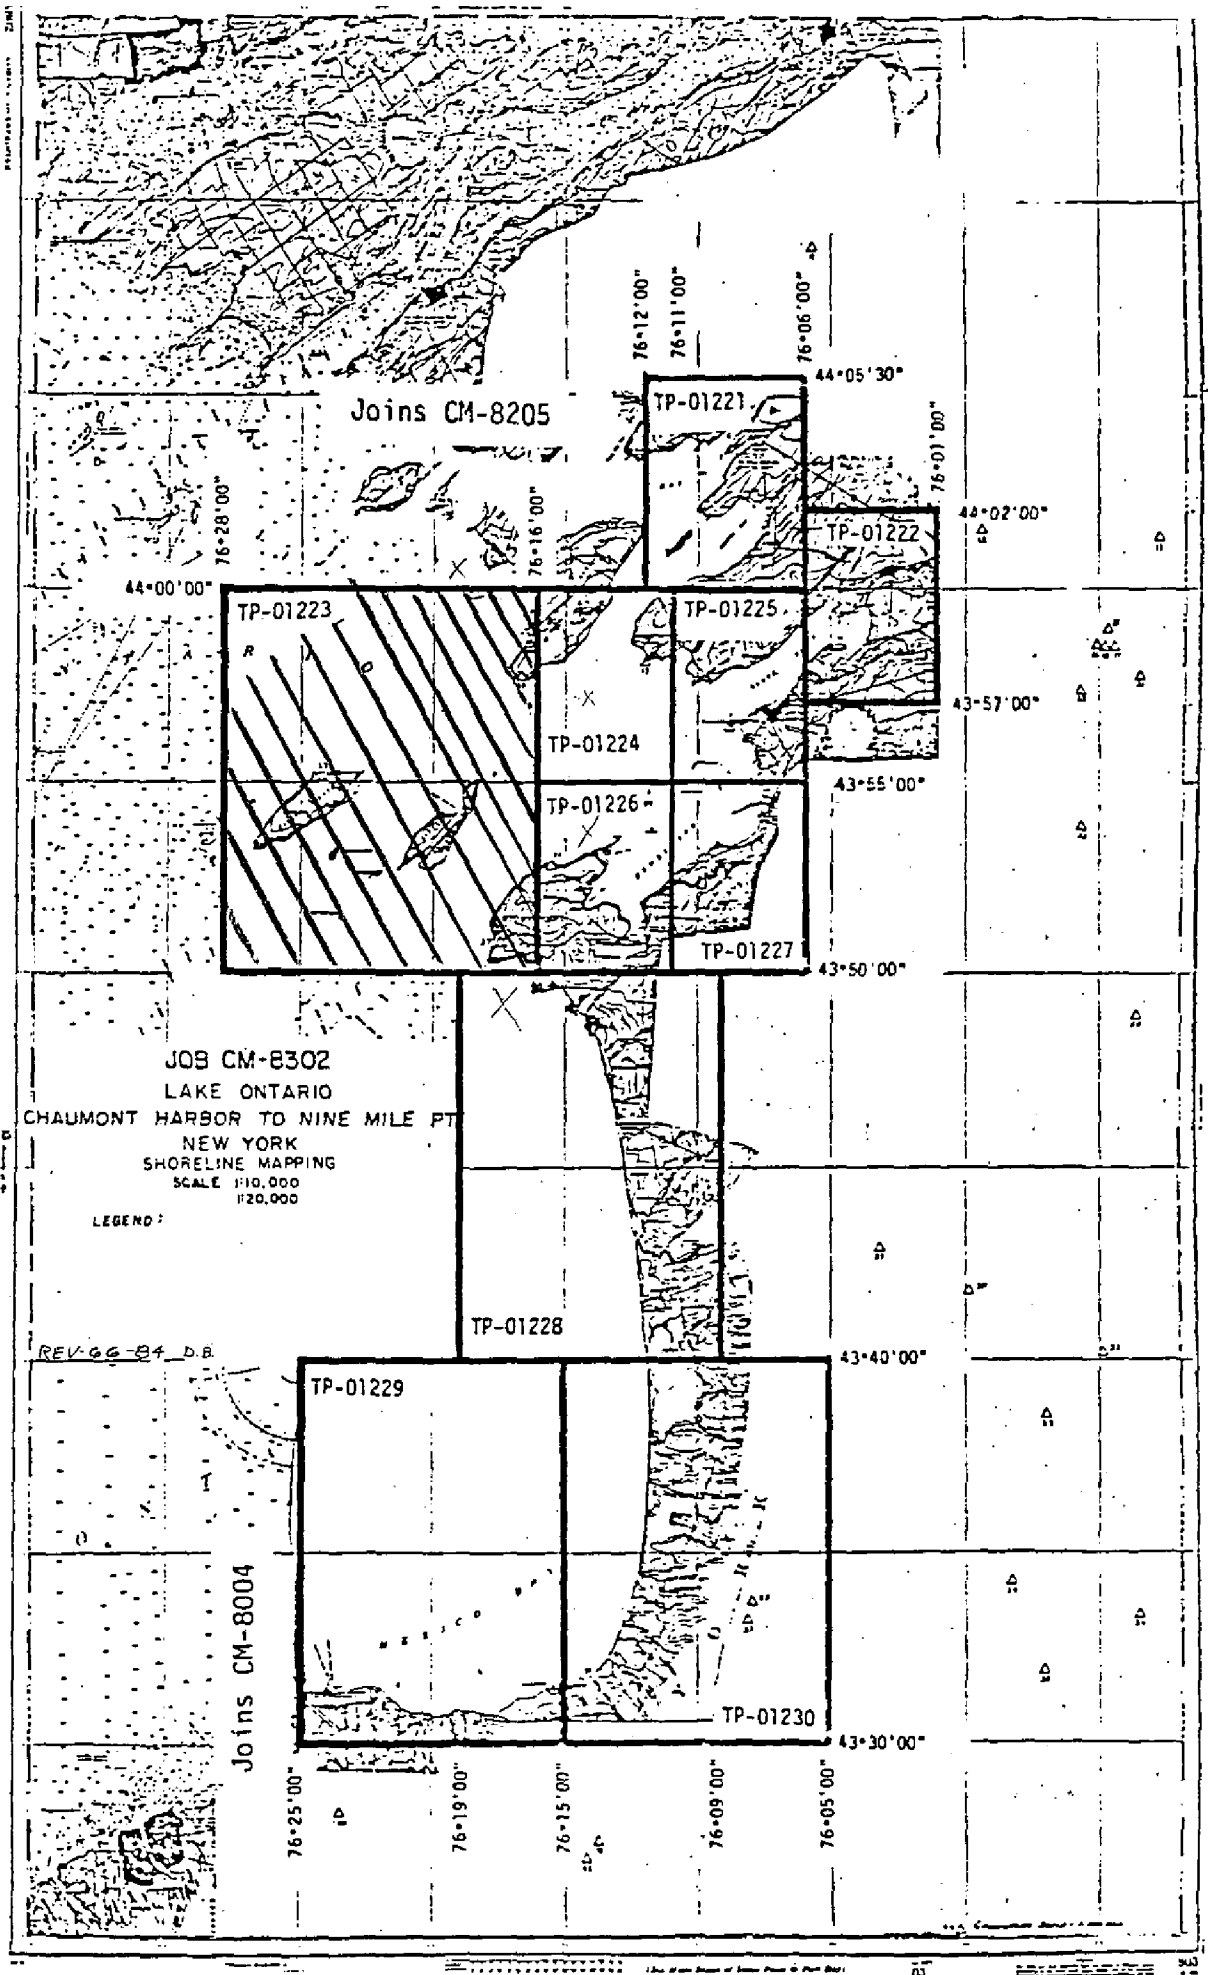 76°12'00"
76°11'00"
76°06'00"
44°05'30"
Joins CM-8205
TP-01221
76°01'00"
76°28'00"
76°16'00"
44°02'00"
TP-01222
44°00'00"
TP-01223
TP-01225
43°57'00"
TP-01224
43°55'00"
TP-01226
TP-01227
43°50'00"
JOB CM-8302
LAKE ONTARIO
CHAUMONT HARBOR TO NINE MILE PT
NEW YORK
SHORELINE MAPPING
SCALE 1:10,000
1:20,000
LEGEND:
TP-01228
REV-GG-84 D.B.
43°40'00"
TP-01229
MEXICO BAY
Joins CM-8004
TP-01230
43°30'00"
76°25'00"
76°19'00"
76°15'00"
76°09'00"
76°05'00"